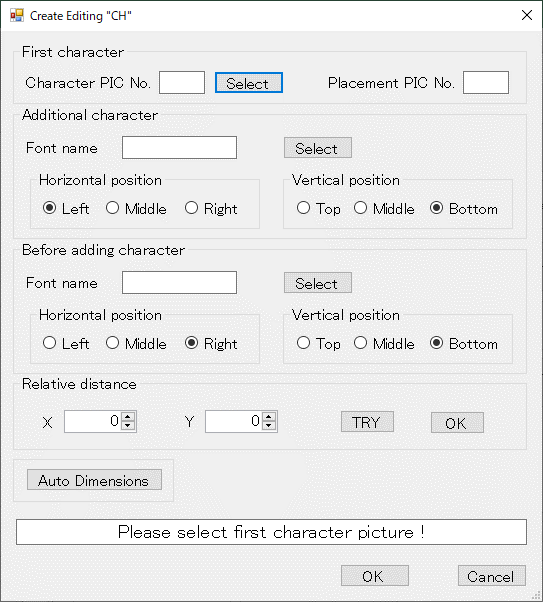 Create Editing "CH"
First character
Character PIC No. Select Placement PIC No.
Additional character
Font name Select
Horizontal position Vertical position
Left Middle Right Top Middle Bottom
Before adding character
Font name Select
Horizontal position Vertical position
Left Middle Right Top Middle Bottom
Relative distance
X 0 Y 0 TRY OK
Auto Dimensions
Please select first character picture !
OK Cancel